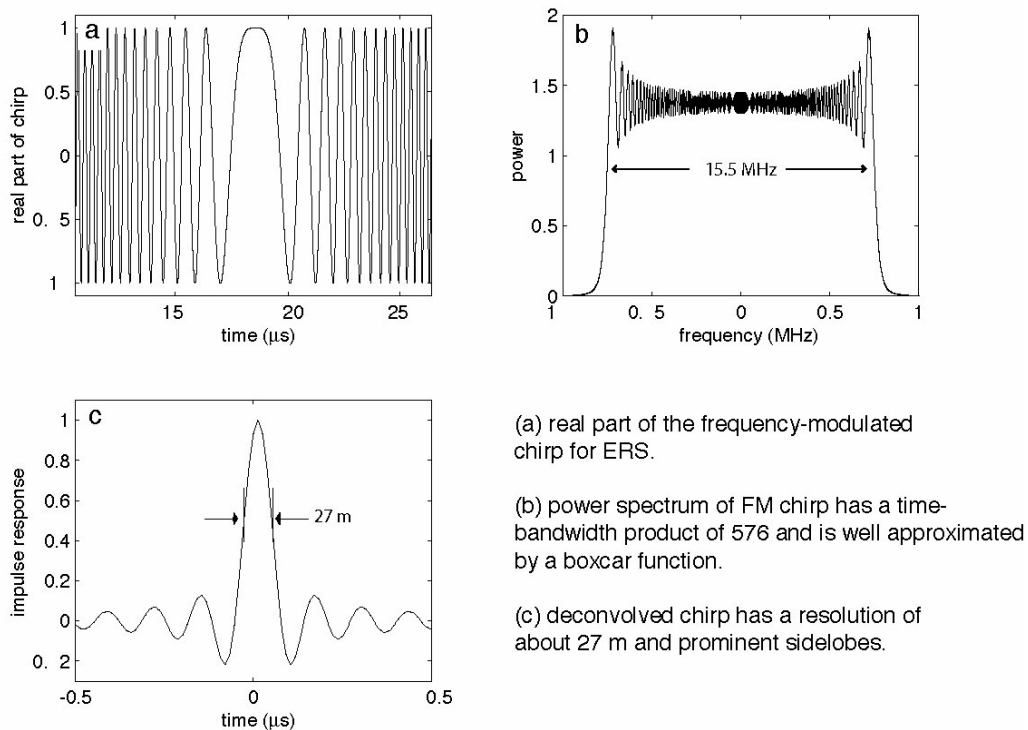 a
1
0.5
0
0. 5
1
real part of chirp
15
20
25
time (μs)
b
2
1.5
1
0.5
0
power
15.5 MHz
1
0. 5
0
0.5
1
frequency (MHz)
c
1
0.8
0.6
0.4
0.2
0
0. 2
impulse response
27 m
-0.5
0
0.5
time (μs)
(a) real part of the frequency-modulated
chirp for ERS.
(b) power spectrum of FM chirp has a time-
bandwidth product of 576 and is well approximated
by a boxcar function.
(c) deconvolved chirp has a resolution of
about 27 m and prominent sidelobes.